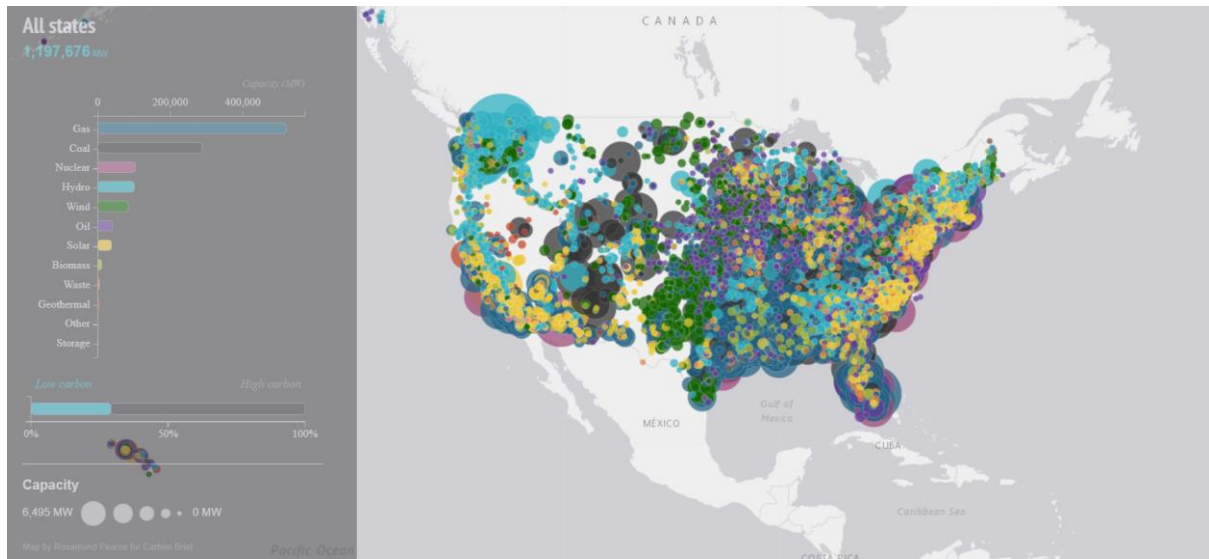 All states
1,197,676 MW
Capacity (MW)
0 200,000 400,000
Gas
Coal
Nuclear
Hydro
Wind
Oil
Solar
Biomass
Waste
Geothermal
Other
Storage
Low carbon High carbon
0% 50% 100%
Capacity
6,495 MW 0 MW
Map by Rosamund Pearce for Carbon Brief
Pacific Ocean
CANADA
Gulf of
Mexico
MÉXICO
CUBA
Caribbean Sea
COSTA RICA